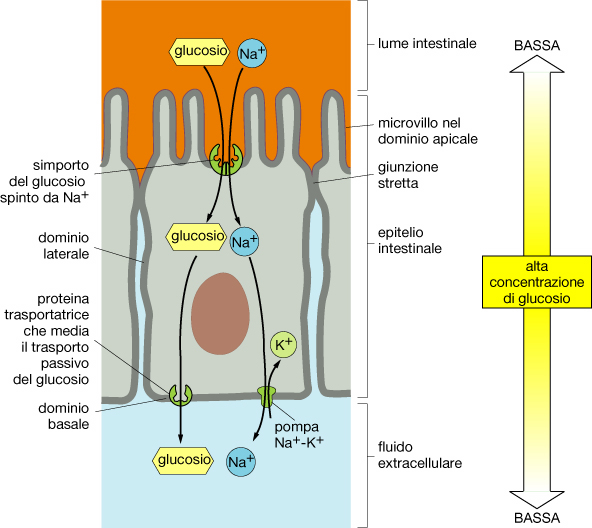 glucosio
Na+
lume intestinale
BASSA
microvillo nel
dominio apicale
simporto
del glucosio
spinto da Na+
giunzione
stretta
glucosio
Na+
dominio
laterale
epitelio
intestinale
alta
concentrazione
di glucosio
proteina
trasportatrice
che media
il trasporto
passivo
del glucosio
K+
dominio
basale
pompa
Na+-K+
glucosio
Na+
fluido
extracellulare
BASSA